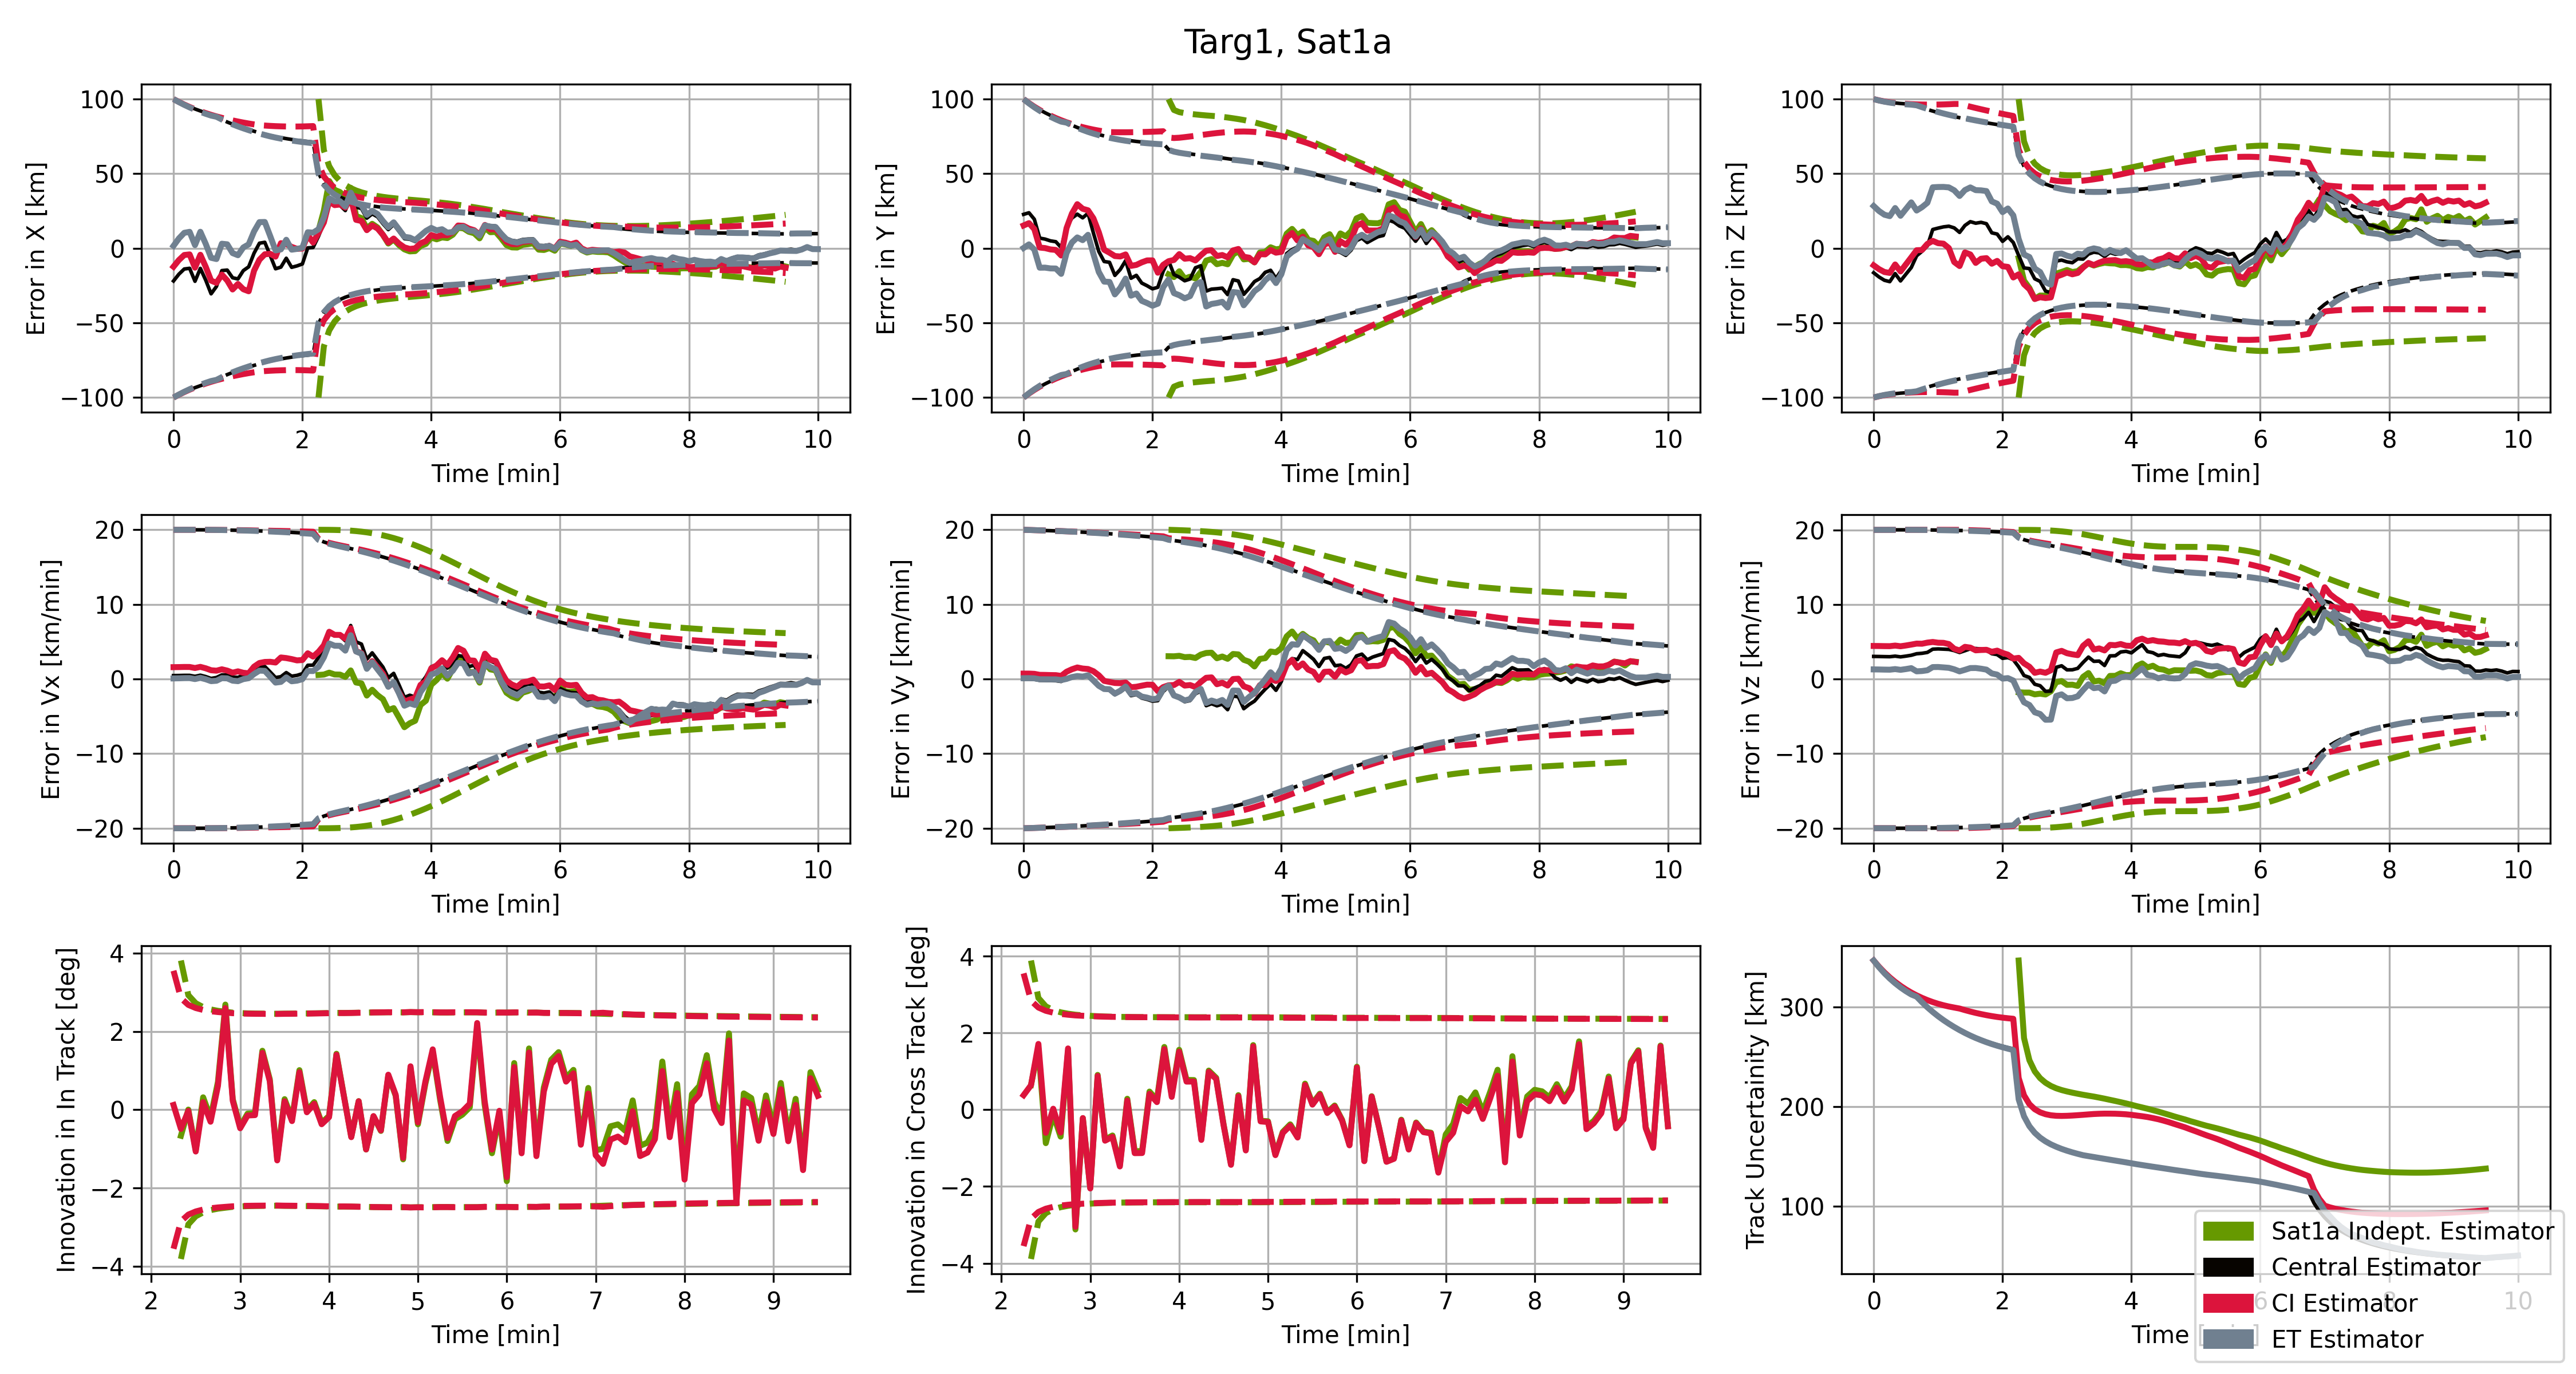 Targ1, Sat1a
Error in X [km]
100
50
0
−50
−100
0 2 4 6 8 10
Time [min]
Error in Y [km]
100
50
0
−50
−100
0 2 4 6 8 10
Time [min]
Error in Z [km]
100
50
0
−50
−100
0 2 4 6 8 10
Time [min]
Error in Vx [km/min]
20
10
0
−10
−20
0 2 4 6 8 10
Time [min]
Error in Vy [km/min]
20
10
0
−10
−20
0 2 4 6 8 10
Time [min]
Error in Vz [km/min]
20
10
0
−10
−20
0 2 4 6 8 10
Time [min]
Innovation in In Track [deg]
4
2
0
−2
−4
2 3 4 5 6 7 8 9
Time [min]
Innovation in Cross Track [deg]
4
2
0
−2
−4
2 3 4 5 6 7 8 9
Time [min]
Track Uncertainity [km]
300
200
100
0 2 4 6 8 10
Time
Sat1a Indept. Estimator
Central Estimator
CI Estimator
ET Estimator